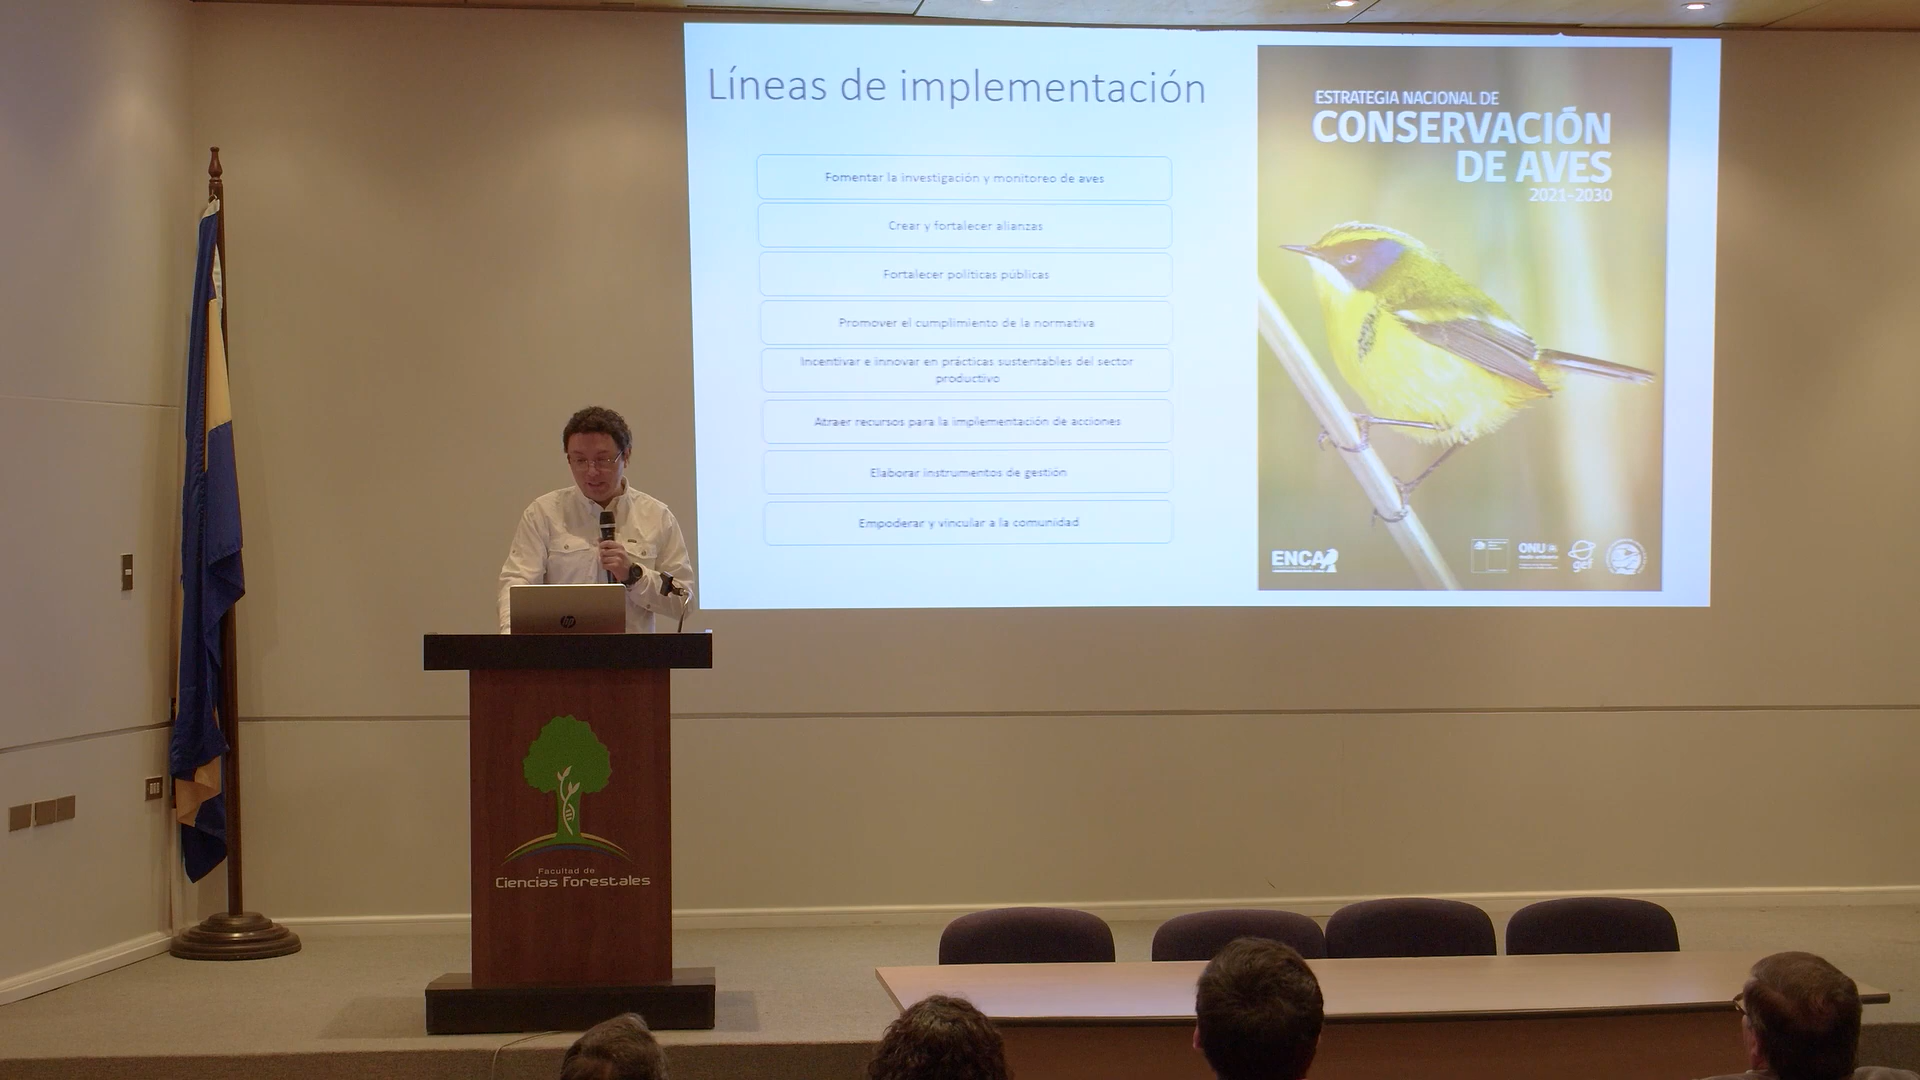 Líneas de implementación
Fomentar la investigación y monitoreo de aves
Crear y fortalecer alianzas
Fortalecer políticas públicas
Promover el cumplimiento de la normativa
Incentivar e innovar en prácticas sustentables del sector
productivo
Atraer recursos para la implementación de acciones
Elaborar instrumentos de gestión
Empoderar y vincular a la comunidad
ESTRATEGIA NACIONAL DE
CONSERVACIÓN
DE AVES
2021-2030
ENCA
ONU
gef
hp
Facultad de
Ciencias Forestales